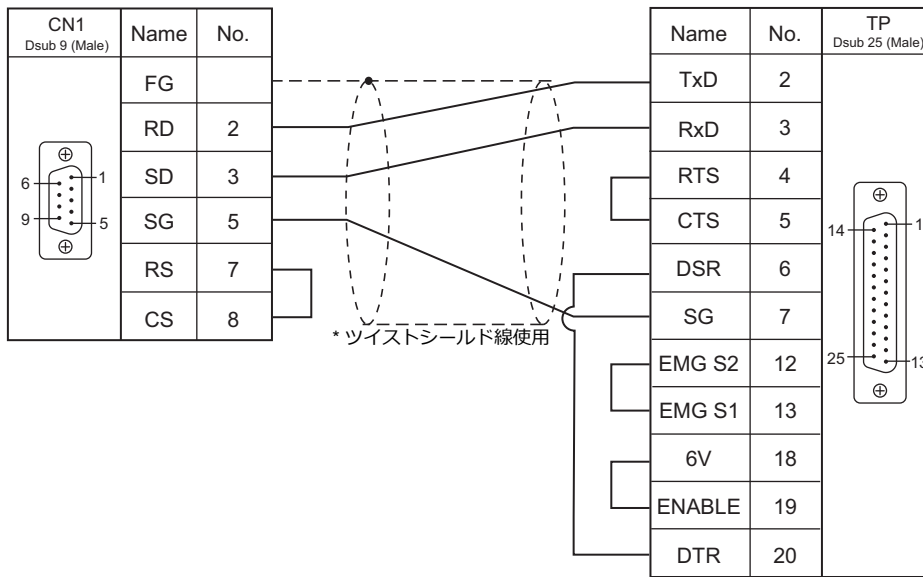 CN1
Dsub 9 (Male)
Name
No.
FG
RD 2
SD 3
SG 5
RS 7
CS 8
6
1
9
5
* ツイストシールド線使用
Name
No.
TP
Dsub 25 (Male)
TxD 2
RxD 3
RTS 4
CTS 5
DSR 6
SG 7
EMG S2 12
EMG S1 13
6V 18
ENABLE 19
DTR 20
14
1
25
13